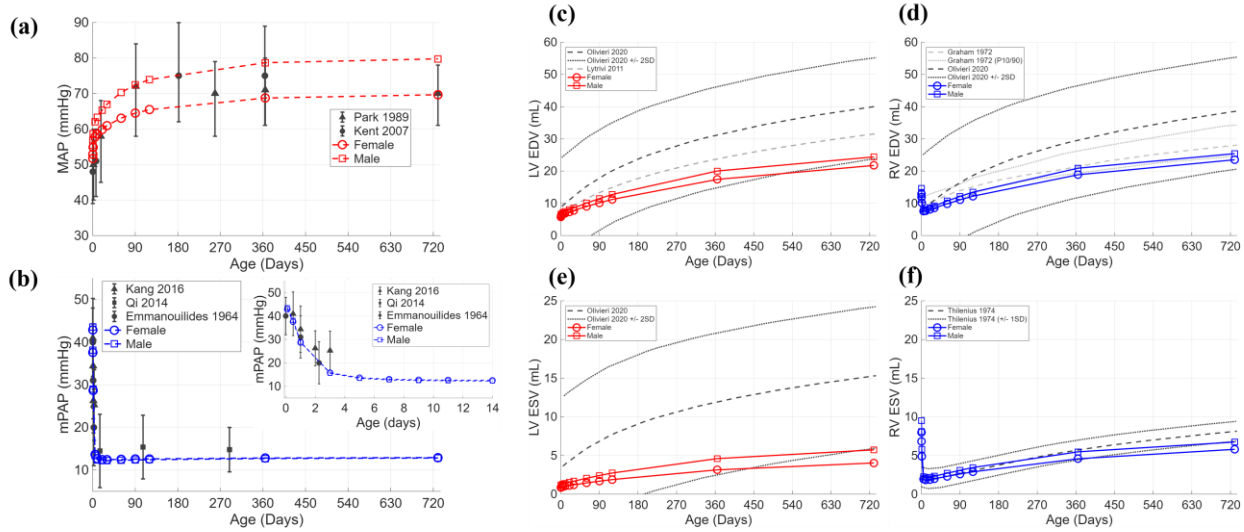 (a)
90
80
70
60
50
40
30
MAP (mmHg)
Park 1989
Kent 2007
Female
Male
0 90 180 270 360 450 540 630 720
Age (Days)
(b)
50
40
30
20
10
0
mPAP (mmHg)
Kang 2016
Qi 2014
Emmanouilides 1964
Female
Male
0 90 180 270 360 450 540 630 720
Age (Days)
45
30
15
0
mPAP (mmHg)
Kang 2016
Qi 2014
Emmanouilides 1964
Female
Male
0 2 4 6 8 10 12 14
Age (days)
(c)
60
50
40
30
20
10
0
LV EDV (mL)
Olivieri 2020
Olivieri 2020 +/- 2SD
Lytrivi 2011
Female
Male
0 90 180 270 360 450 540 630 720
Age (Days)
(d)
60
50
40
30
20
10
0
RV EDV (mL)
Graham 1972
Graham 1972 (P10/90)
Olivieri 2020
Olivieri 2020 +/- 2SD
Female
Male
0 90 180 270 360 450 540 630 720
Age (Days)
(e)
25
20
15
10
5
0
LV ESV (mL)
Olivieri 2020
Olivieri 2020 +/- 2SD
Female
Male
0 90 180 270 360 450 540 630 720
Age (Days)
(f)
25
20
15
10
5
0
RV ESV (mL)
Thilenius 1974
Thilenius 1974 (+/- 1SD)
Female
Male
0 90 180 270 360 450 540 630 720
Age (Days)